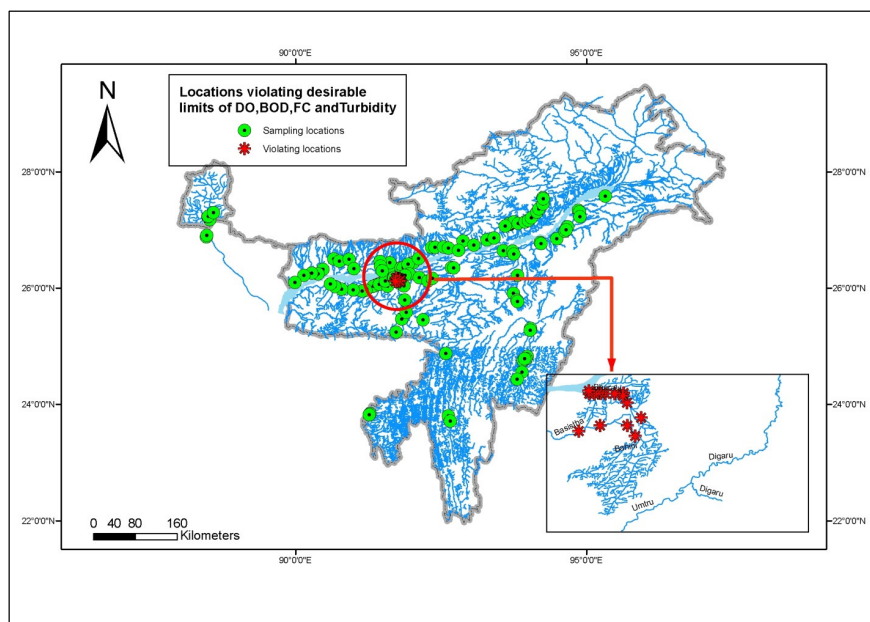 90°0'0"E
95°0'0"E
N
Locations violating desirable
limits of DO,BOD,FC andTurbidity
Sampling locations
Violating locations
28°0'0"N
28°0'0"N
26°0'0"N
26°0'0"N
24°0'0"N
24°0'0"N
Basistha
Bahini
Digaru
Digaru
Umtru
22°0'0"N
22°0'0"N
0 40 80 160
Kilometers
90°0'0"E
95°0'0"E